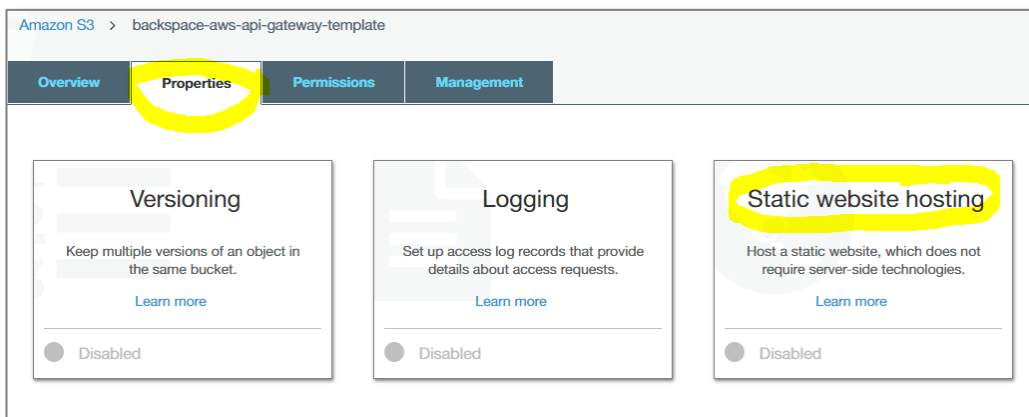 Amazon S3 > backspace-aws-api-gateway-template
Overview Properties Permissions Management
Versioning
Keep multiple versions of an object in
the same bucket.
Learn more
Disabled
Logging
Set up access log records that provide
details about access requests.
Learn more
Disabled
Static website hosting
Host a static website, which does not
require server-side technologies.
Learn more
Disabled